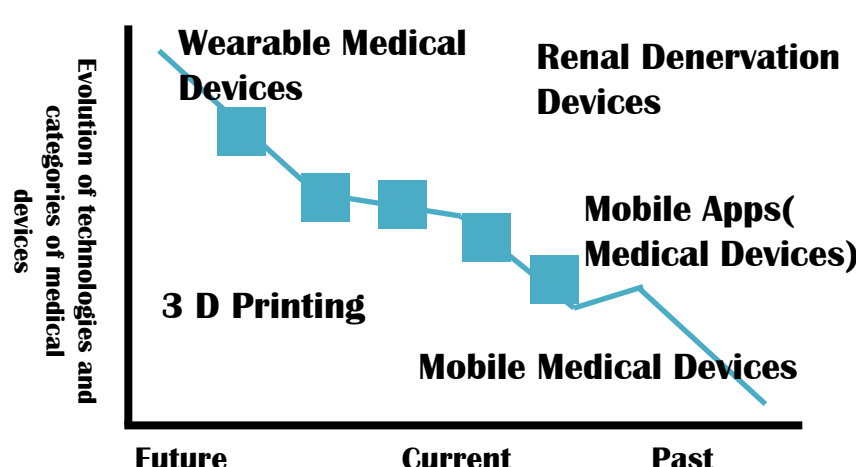 Wearable Medical
Devices
Renal Denervation
Devices
Evolution of technologies and
categories of medical
devices
Mobile Apps(
Medical Devices)
3 D Printing
Mobile Medical Devices
Future Current Past